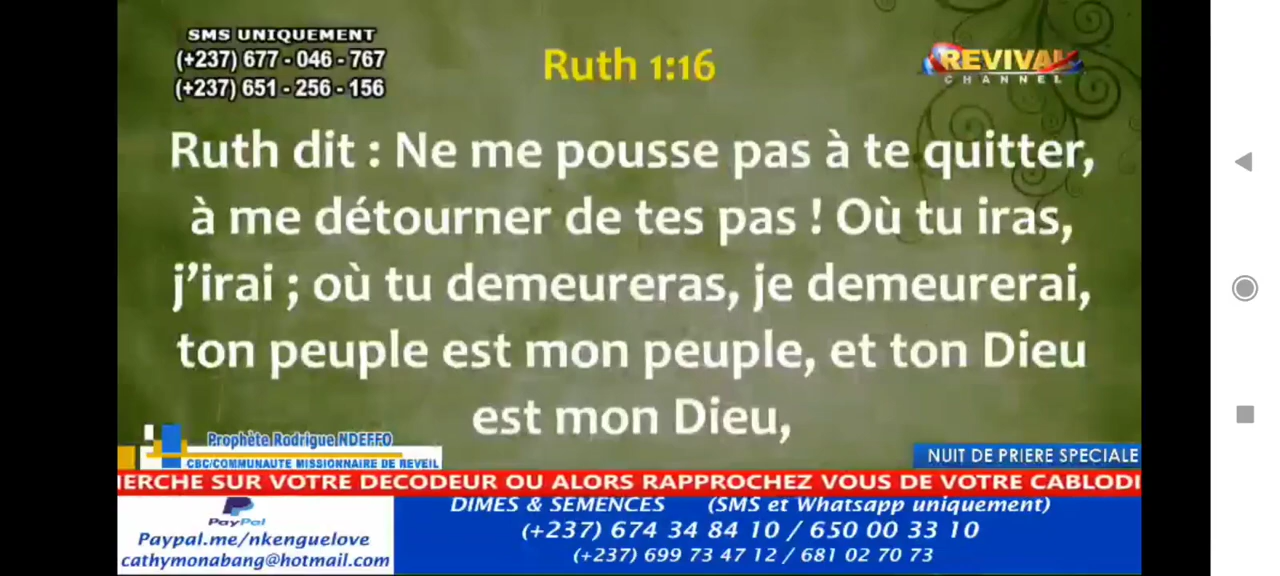 SMS UNIQUEMENT
(+237) 677 - 046 - 767
(+237) 651 - 256 - 156
Ruth 1:16
REVIVAL
CHANNEL
Ruth dit : Ne me pousse pas à te quitter,
à me détourner de tes pas ! Où tu iras,
j’irai ; où tu demeureras, je demeurerai,
ton peuple est mon peuple, et ton Dieu
est mon Dieu,
Prophète Rodrigue NDEFFO
CBC/COMMUNAUTE MISSIONNAIRE DE REVEIL
NUIT DE PRIERE SPECIALE
HERCHE SUR VOTRE DECODEUR OU ALORS RAPPROCHEZ VOUS DE VOTRE CABLODI
PayPal
Paypal.me/nkenguelove
cathymonabang@hotmail.com
DIMES & SEMENCES (SMS et Whatsapp uniquement)
(+237) 674 34 84 10 / 650 00 33 10
(+237) 699 73 47 12 / 681 02 70 73